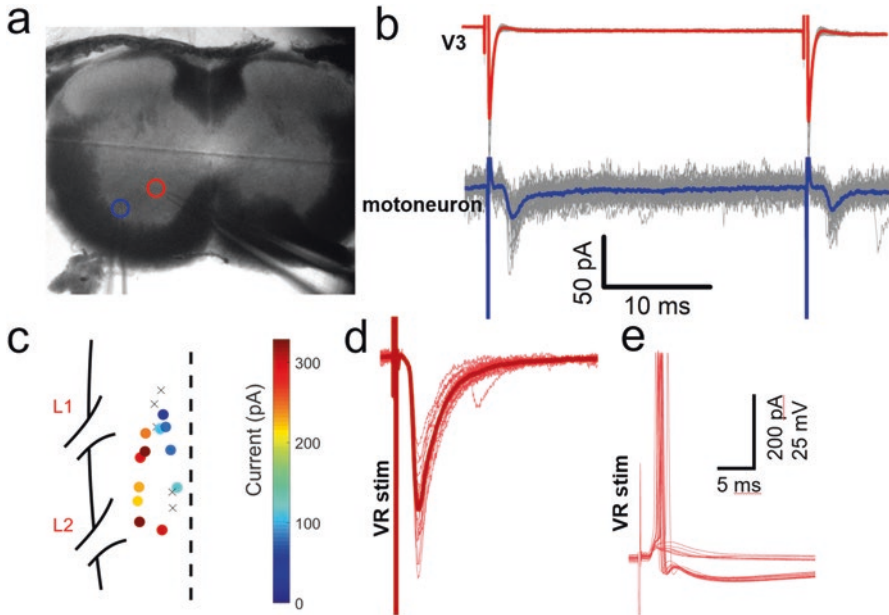 a
b
V3
motoneuron
50 pA
10 ms
c
L1
L2
300
200
100
0
Current (pA)
d
VR stim
e
VR stim
200 pA
25 mV
5 ms